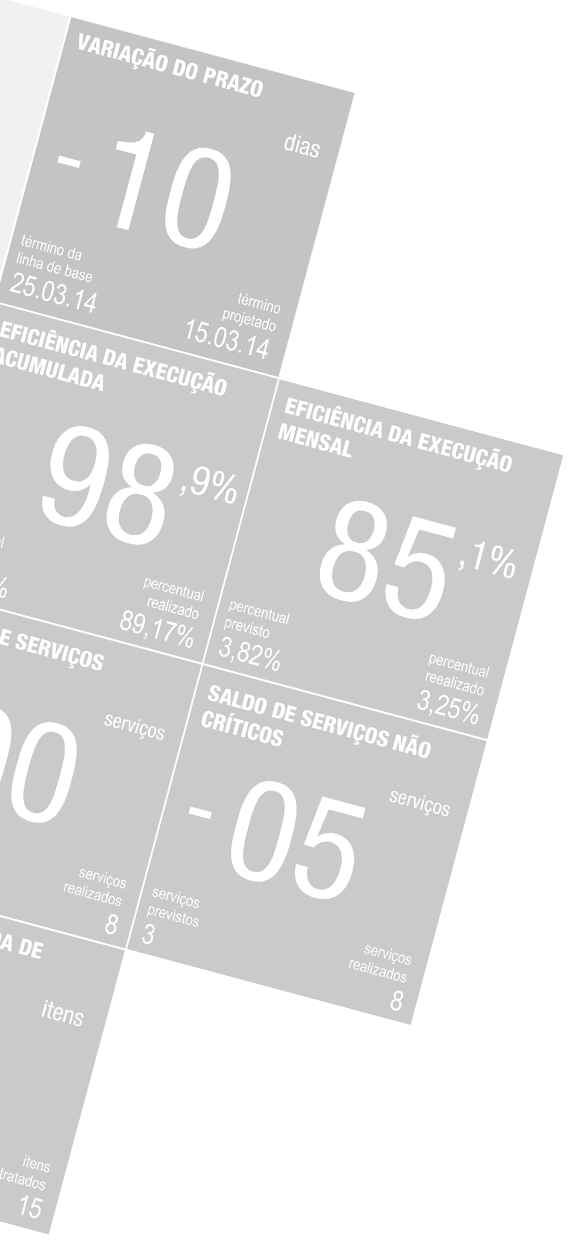 VARIAÇÃO DO PRAZO
dias
- 10
término da
linha de base
25.03.14
término
projetado
15.03.14
EFICIÊNCIA DA EXECUÇÃO
ACUMULADA
98,9%
%
percentual
realizado
89,17%
EFICIÊNCIA DA EXECUÇÃO
MENSAL
85,1%
percentual
previsto
3,82%
percentual
reealizado
3,25%
E SERVIÇOS
serviços
00
serviços
realizados
8
SALDO DE SERVIÇOS NÃO
CRÍTICOS
serviços
- 05
serviços
previstos
3
serviços
realizados
8
DE
itens
itens
tratados
15